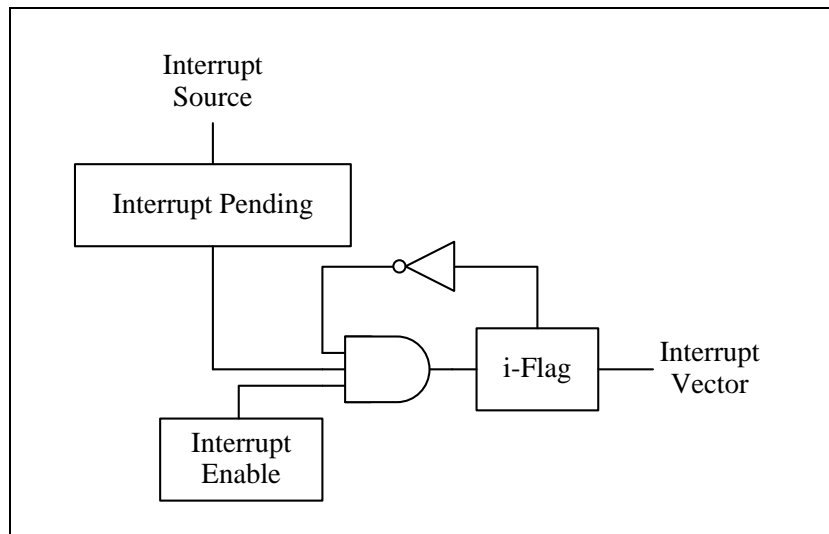 Interrupt
Source
Interrupt Pending
i-Flag
Interrupt
Vector
Interrupt
Enable